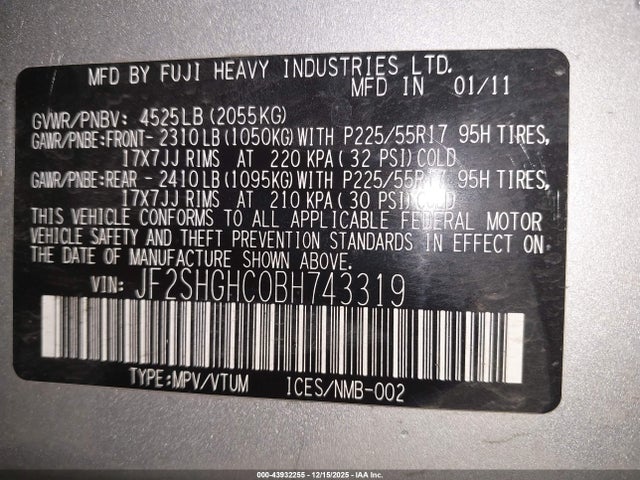 MFD BY FUJI HEAVY INDUSTRIES LTD.
MFD IN 01/11
GVWR/PNBV: 4525LB(2055KG)
GAWR/PNBE:FRONT- 2310LB(1050KG)WITH P225/55R17 95H TIRES,
17X7JJ RIMS AT 220 KPA( 32 PSI)COLD
GAWR/PNBE:REAR - 2410LB(1095KG)WITH P225/55R17 95H TIRES,
17X7JJ RIMS AT 210 KPA( 30 PSI)COLD
THIS VEHICLE CONFORMS TO ALL APPLICABLE FEDERAL MOTOR
VEHICLE SAFETY AND THEFT PREVENTION STANDARDS IN EFFECT ON
THE DATE OF MANUFACTURE SHOWN ABOVE.
VIN: JF2SHGHC0BH743319
TYPE:MPV/VTUM ICES/NMB-002
000-43932255 - 12/15/2025 - IAA Inc.